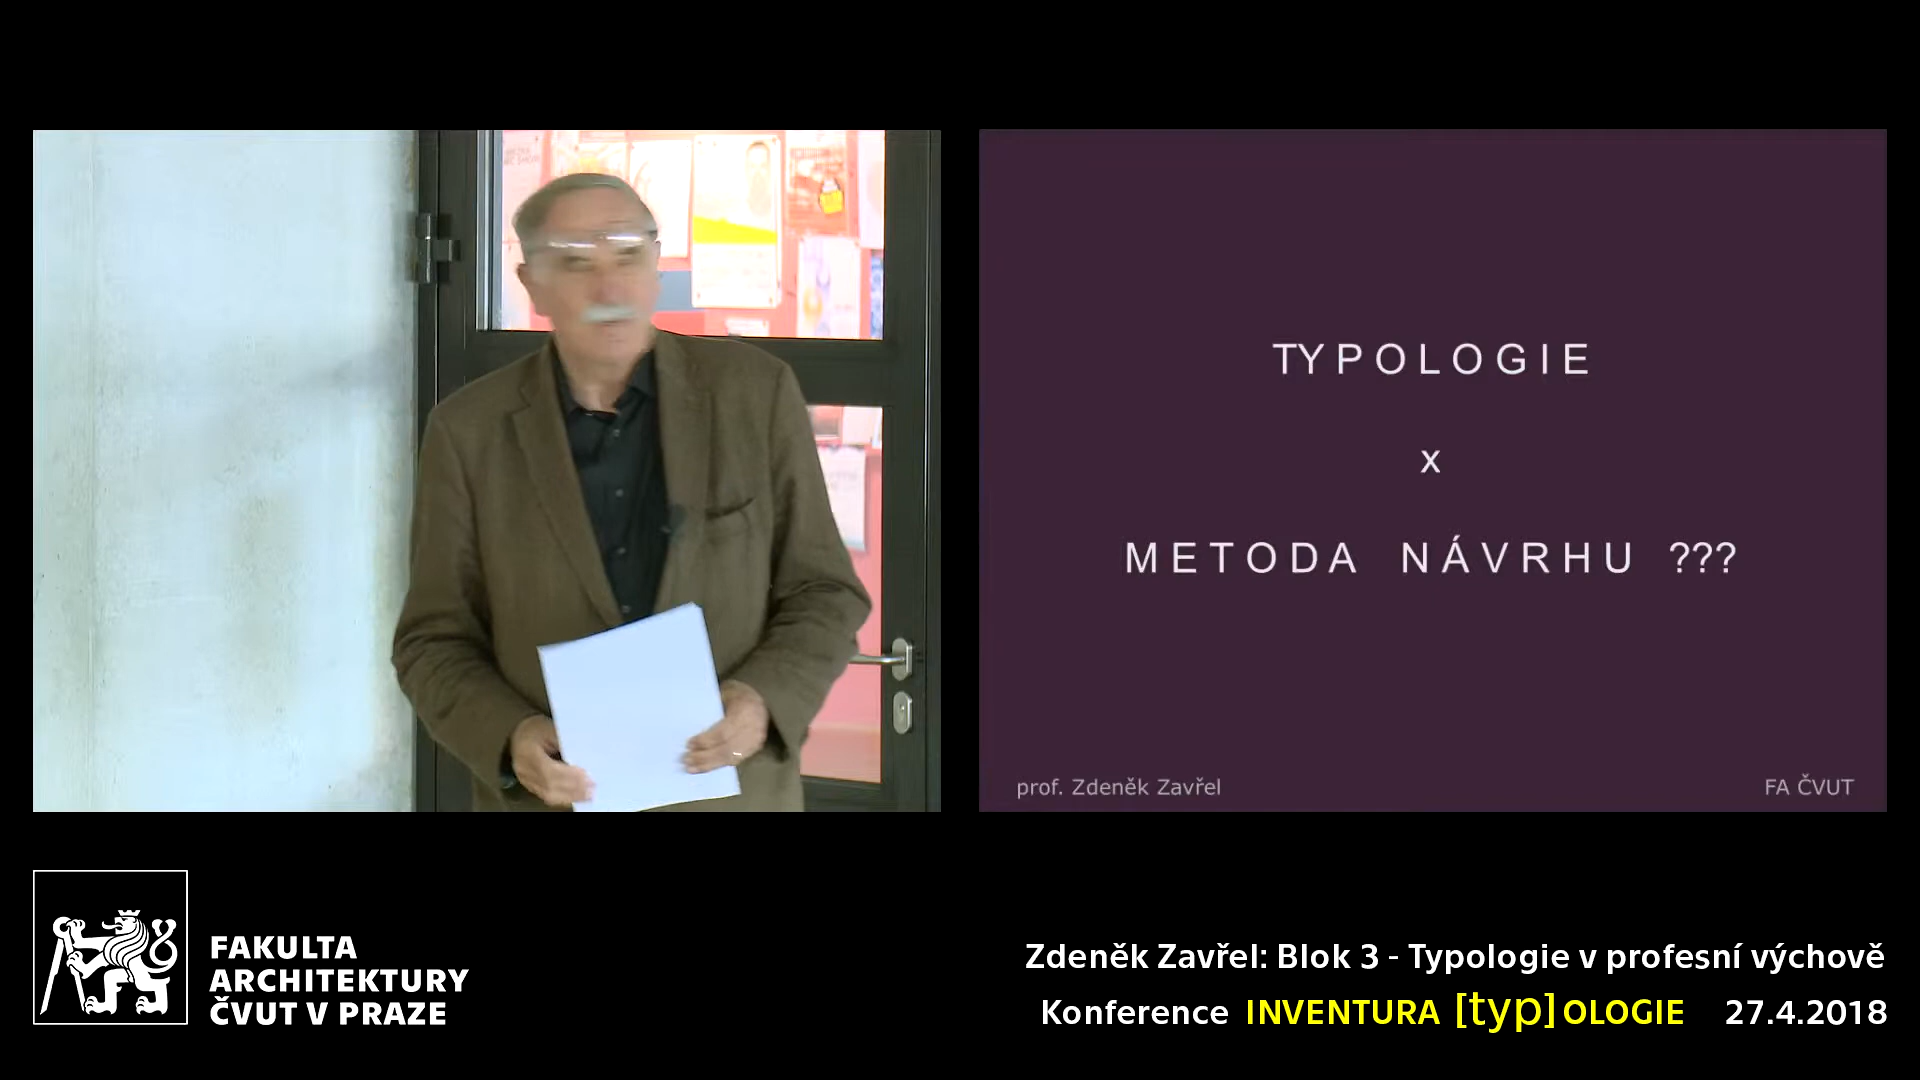 TYPOLOGIE
x
METODA NÁVRHU ???
prof. Zdeněk Zavřel
FA ČVUT
FAKULTA
ARCHITEKTURY
ČVUT V PRAZE
Zdeněk Zavřel: Blok 3 - Typologie v profesní výchově
Konference INVENTURA [typ]OLOGIE 27.4.2018